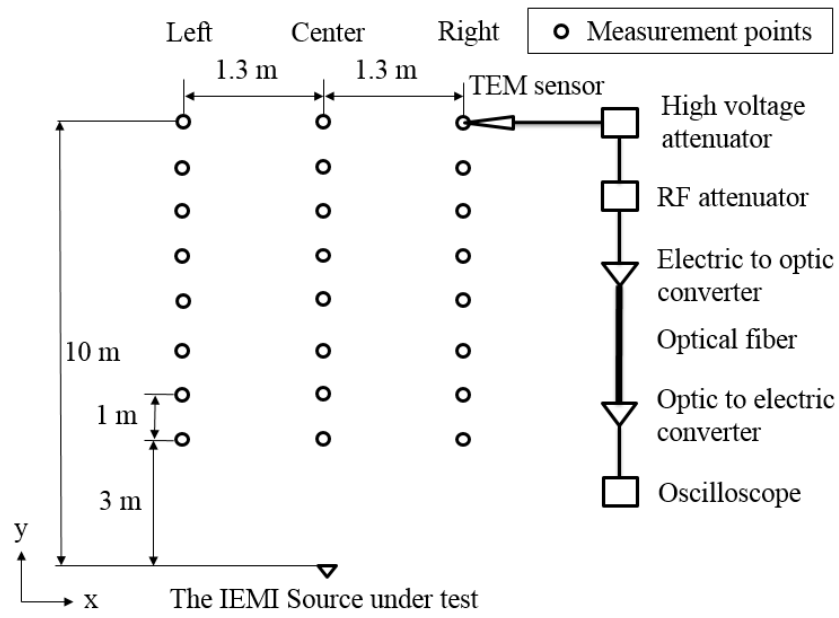 Left
Center
Right
Measurement points
1.3 m
1.3 m
TEM sensor
High voltage
attenuator
RF attenuator
Electric to optic
converter
10 m
Optical fiber
1 m
Optic to electric
converter
3 m
Oscilloscope
y
x
The IEMI Source under test